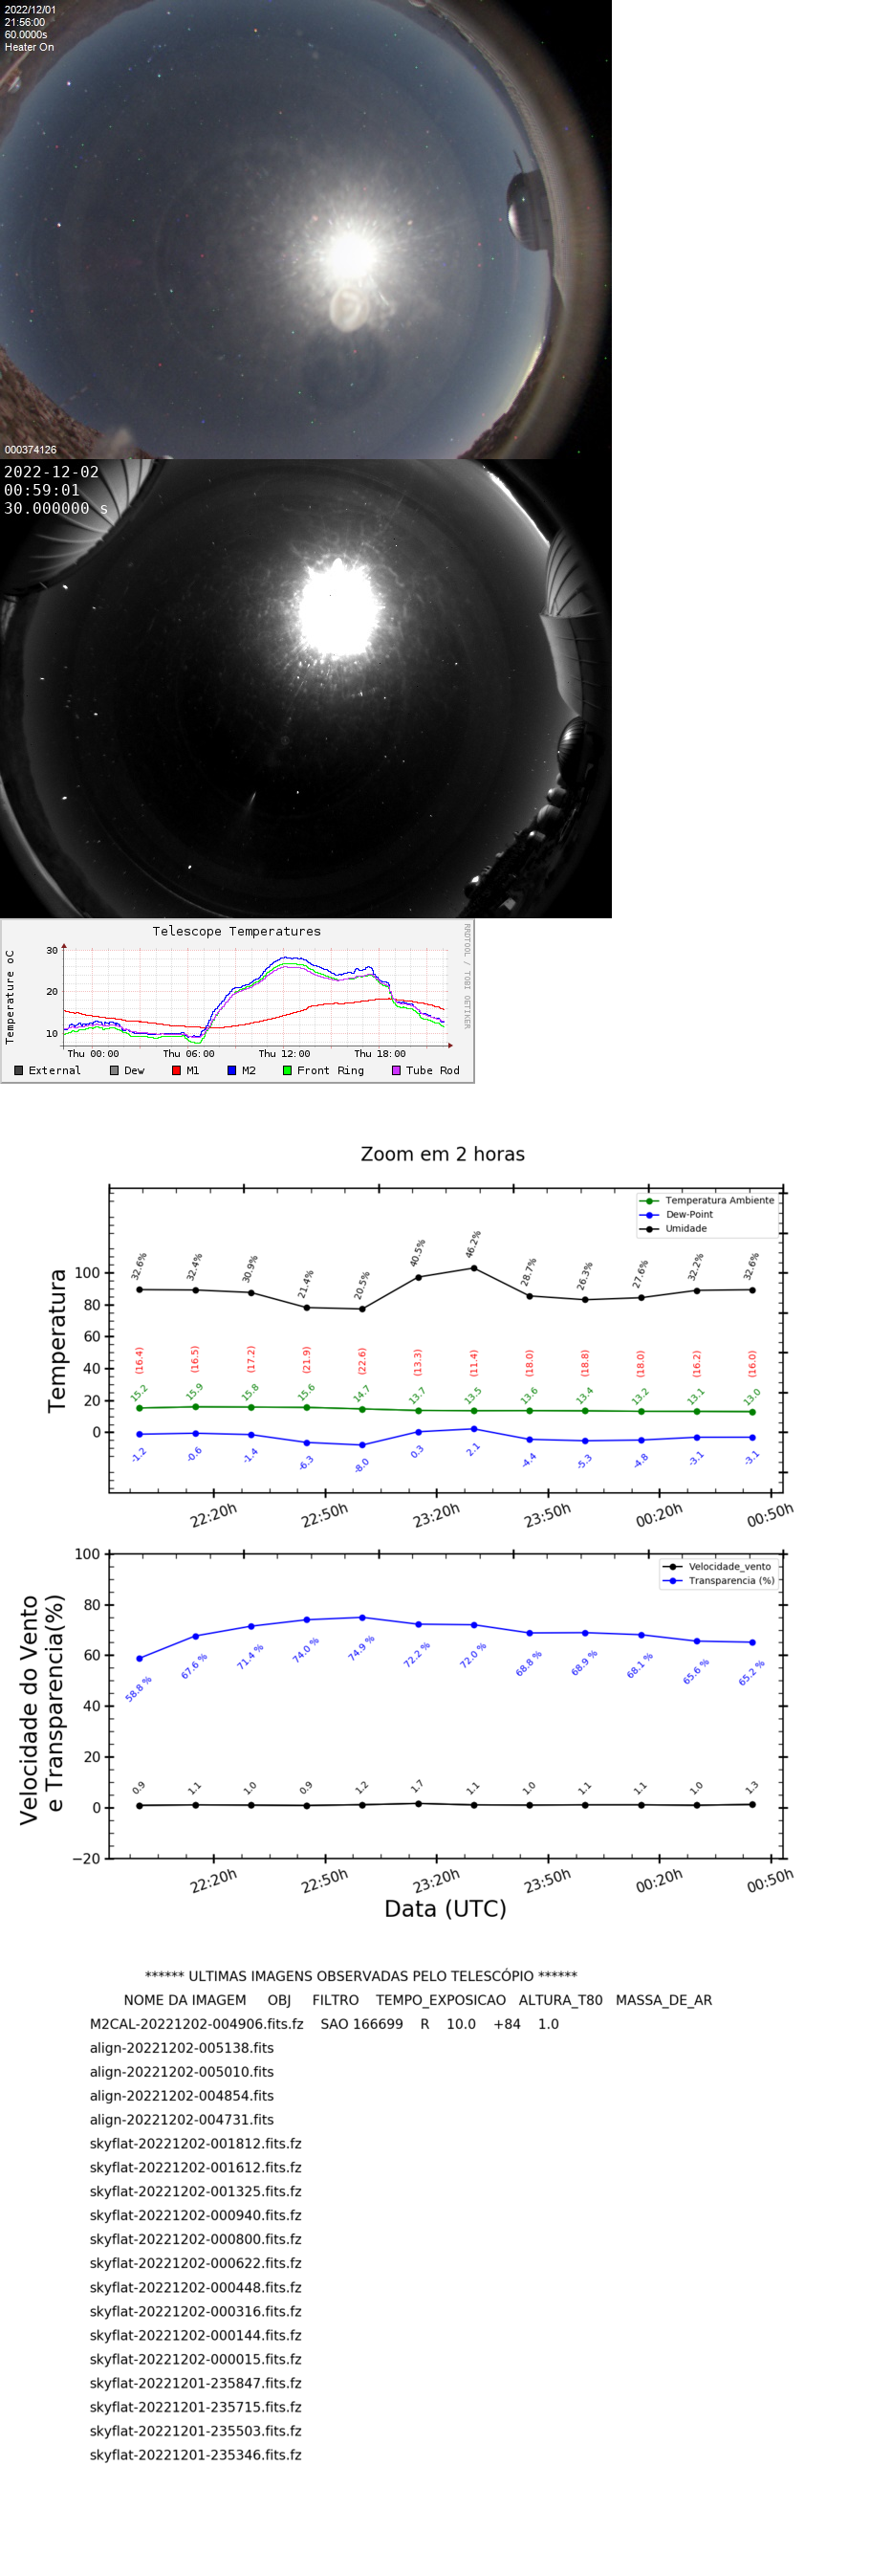 2022/12/01
21:56:00
60.0000s
Heater On
000374126
2022-12-02
00:59:01
30.000000 s
Telescope Temperatures
RRDTOOL / TOBI OETIKER
Temperature oC
30
20
10
Thu 00:00 Thu 06:00 Thu 12:00 Thu 18:00
External Dew M1 M2 Front Ring Tube Rod
Zoom em 2 horas
Temperatura Ambiente
Dew-Point
Umidade
Temperatura
100
80
60
40
20
0
32.6% 32.4% 30.9% 21.4% 20.5% 40.5% 46.2% 28.7% 26.3% 27.6% 32.2% 32.6%
(16.4) (16.5) (17.2) (21.9) (22.6) (13.3) (11.4) (18.0) (18.8) (18.0) (16.2) (16.0)
15.2 15.9 15.8 15.6 14.7 13.7 13.5 13.6 13.4 13.2 13.1 13.0
-1.2 -0.6 -1.4 -6.3 -8.0 0.3 2.1 -4.4 -5.3 -4.8 -3.1 -3.1
22:20h 22:50h 23:20h 23:50h 00:20h 00:50h
Velocidade_vento
Transparencia (%)
Velocidade do Vento
e Transparencia(%)
100
80
60
40
20
0
−20
58.8 % 67.6 % 71.4 % 74.0 % 74.9 % 72.2 % 72.0 % 68.8 % 68.9 % 68.1 % 65.6 % 65.2 %
0.9 1.1 1.0 0.9 1.2 1.7 1.1 1.0 1.1 1.1 1.0 1.3
22:20h 22:50h 23:20h 23:50h 00:20h 00:50h
Data (UTC)
****** ULTIMAS IMAGENS OBSERVADAS PELO TELESCÓPIO ******
NOME DA IMAGEM OBJ FILTRO TEMPO_EXPOSICAO ALTURA_T80 MASSA_DE_AR
M2CAL-20221202-004906.fits.fz SAO 166699 R 10.0 +84 1.0
align-20221202-005138.fits
align-20221202-005010.fits
align-20221202-004854.fits
align-20221202-004731.fits
skyflat-20221202-001812.fits.fz
skyflat-20221202-001612.fits.fz
skyflat-20221202-001325.fits.fz
skyflat-20221202-000940.fits.fz
skyflat-20221202-000800.fits.fz
skyflat-20221202-000622.fits.fz
skyflat-20221202-000448.fits.fz
skyflat-20221202-000316.fits.fz
skyflat-20221202-000144.fits.fz
skyflat-20221202-000015.fits.fz
skyflat-20221201-235847.fits.fz
skyflat-20221201-235715.fits.fz
skyflat-20221201-235503.fits.fz
skyflat-20221201-235346.fits.fz